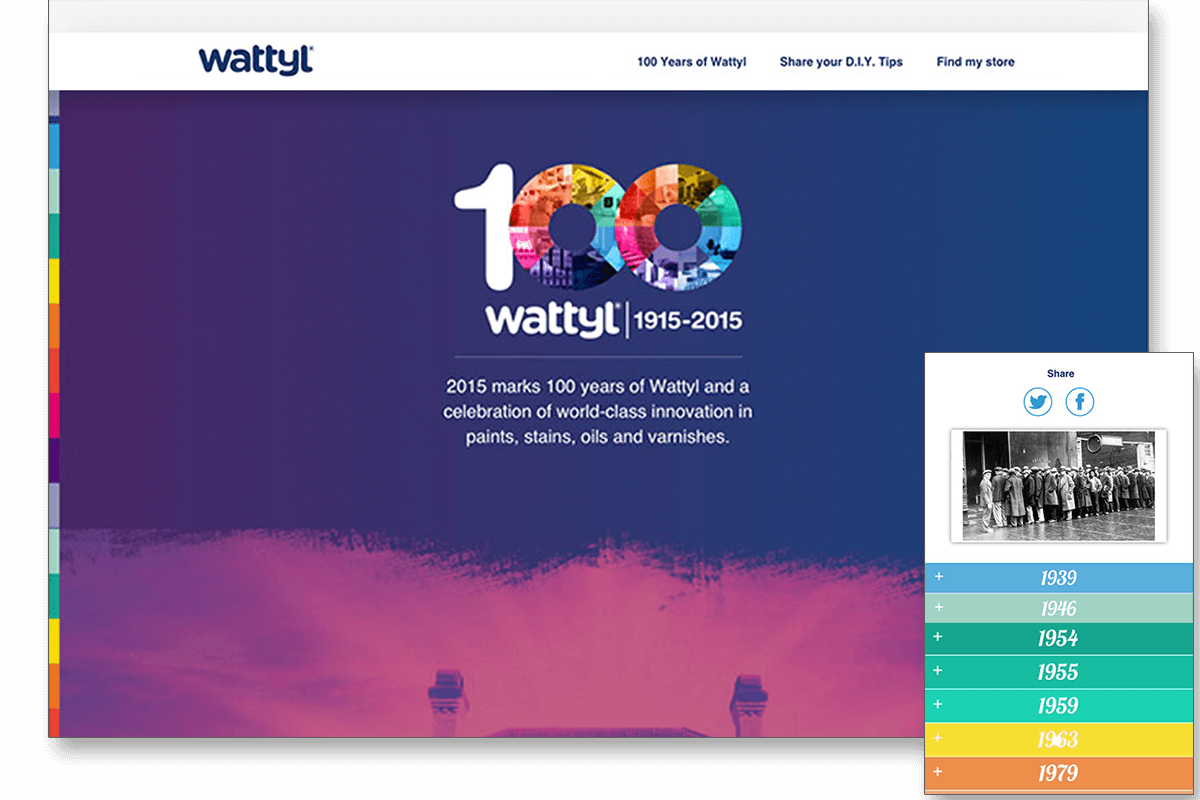 wattyl®
100 Years of Wattyl
Share your D.I.Y. Tips
Find my store
100
wattyl® | 1915-2015
2015 marks 100 years of Wattyl and a
celebration of world-class innovation in
paints, stains, oils and varnishes.
Share
+ 1939
+ 1946
+ 1954
+ 1955
+ 1959
+ 1963
+ 1979